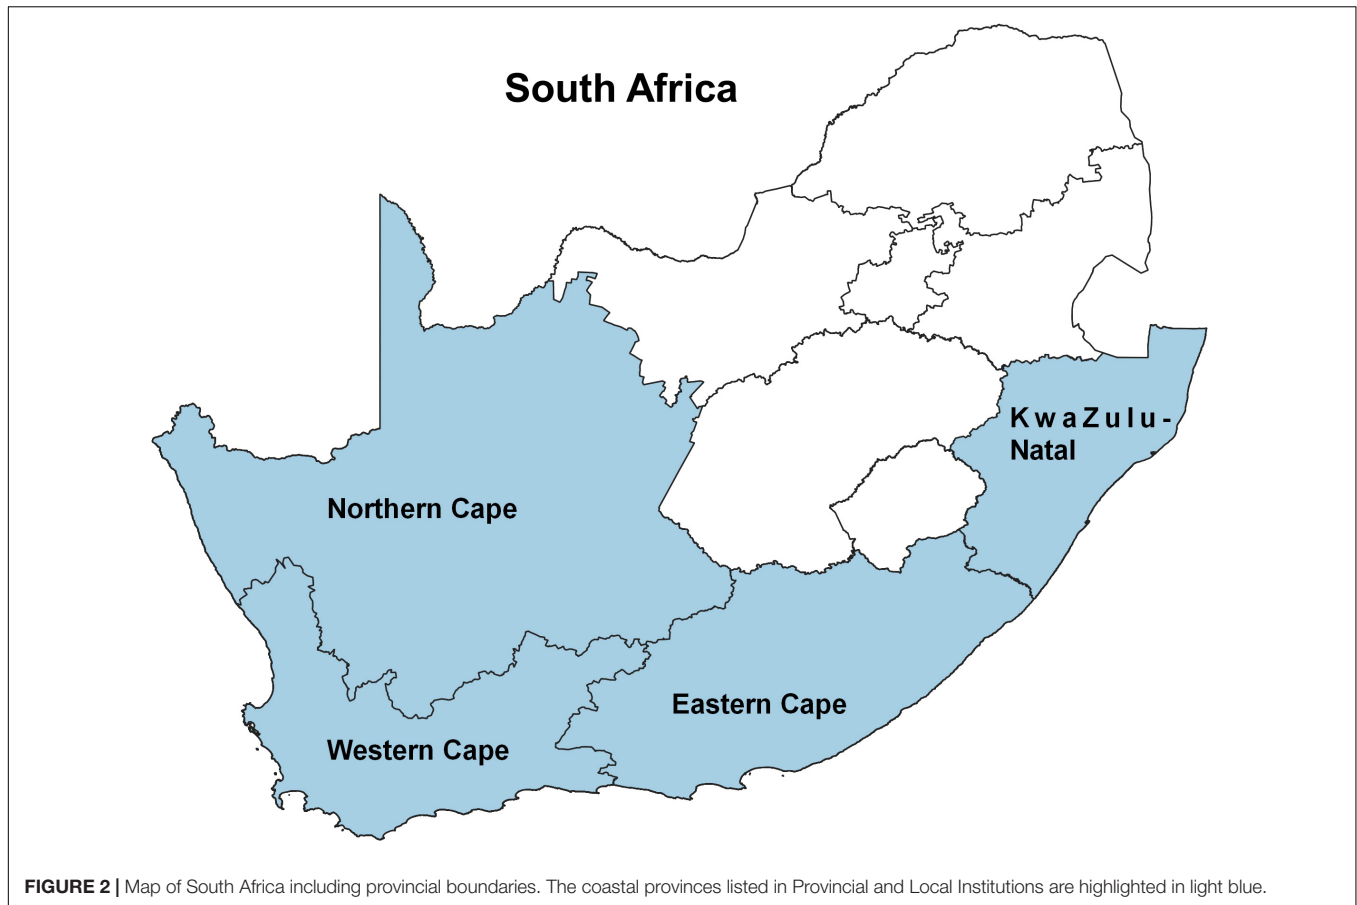 South Africa
KwaZulu-
Natal
Northern Cape
Eastern Cape
Western Cape
FIGURE 2 | Map of South Africa including provincial boundaries. The coastal provinces listed in Provincial and Local Institutions are highlighted in light blue.